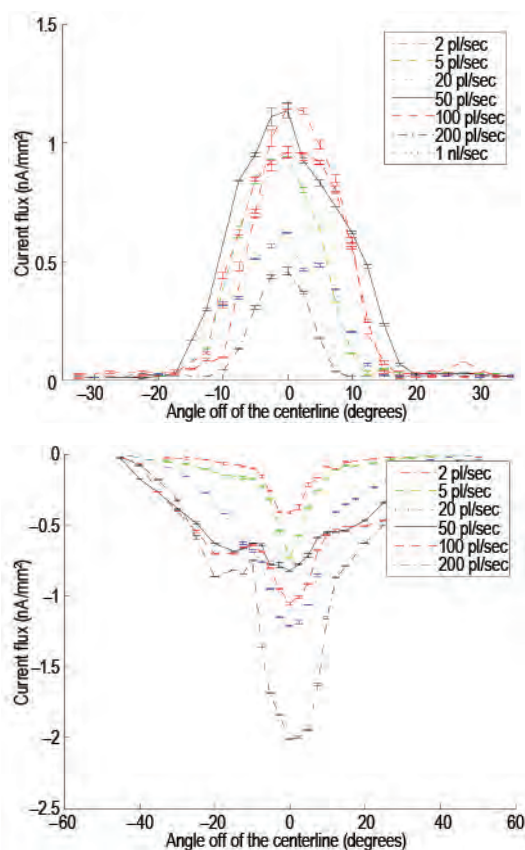 1.5
1
0.5
0
Current flux (nA/mm²)
2 pl/sec
5 pl/sec
20 pl/sec
50 pl/sec
100 pl/sec
200 pl/sec
1 nl/sec
−30 −20 −10 0 10 20 30
Angle off of the centerline (degrees)
−0
−0.5
−1
−1.5
−2
−2.5
Current flux (nA/mm²)
2 pl/sec
5 pl/sec
20 pl/sec
50 pl/sec
100 pl/sec
200 pl/sec
−60 −40 −20 0 20 40 60
Angle off of the centerline (degrees)